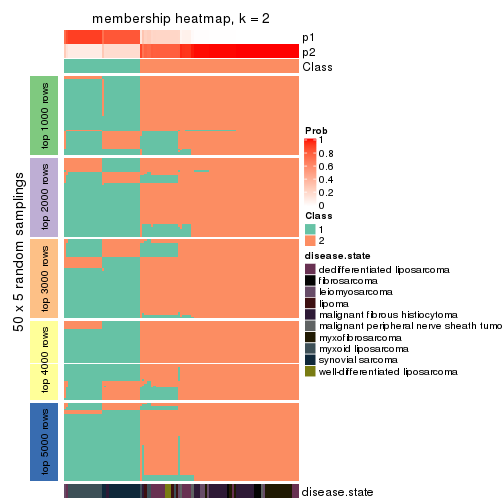 membership heatmap, k = 2
p1
p2
Class
50 x 5 random samplings
top 1000 rows
top 2000 rows
top 3000 rows
top 4000 rows
top 5000 rows
disease.state
Prob
1
0.8
0.6
0.4
0.2
0
Class
1
2
disease.state
dedifferentiated liposarcoma
fibrosarcoma
leiomyosarcoma
lipoma
malignant fibrous histiocytoma
malignant peripheral nerve sheath tumo
myxofibrosarcoma
myxoid liposarcoma
synovial sarcoma
well-differentiated liposarcoma